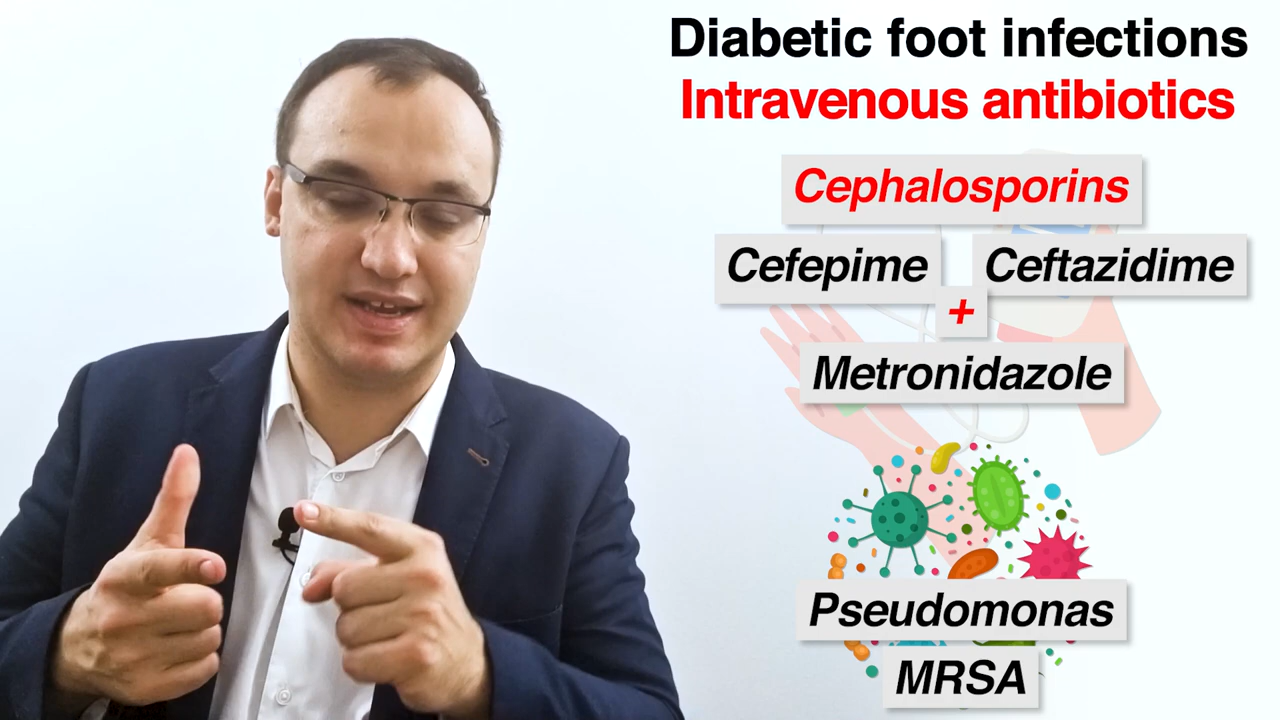 Diabetic foot infections
Intravenous antibiotics
Cephalosporins
Cefepime Ceftazidime
+
Metronidazole
Pseudomonas
MRSA